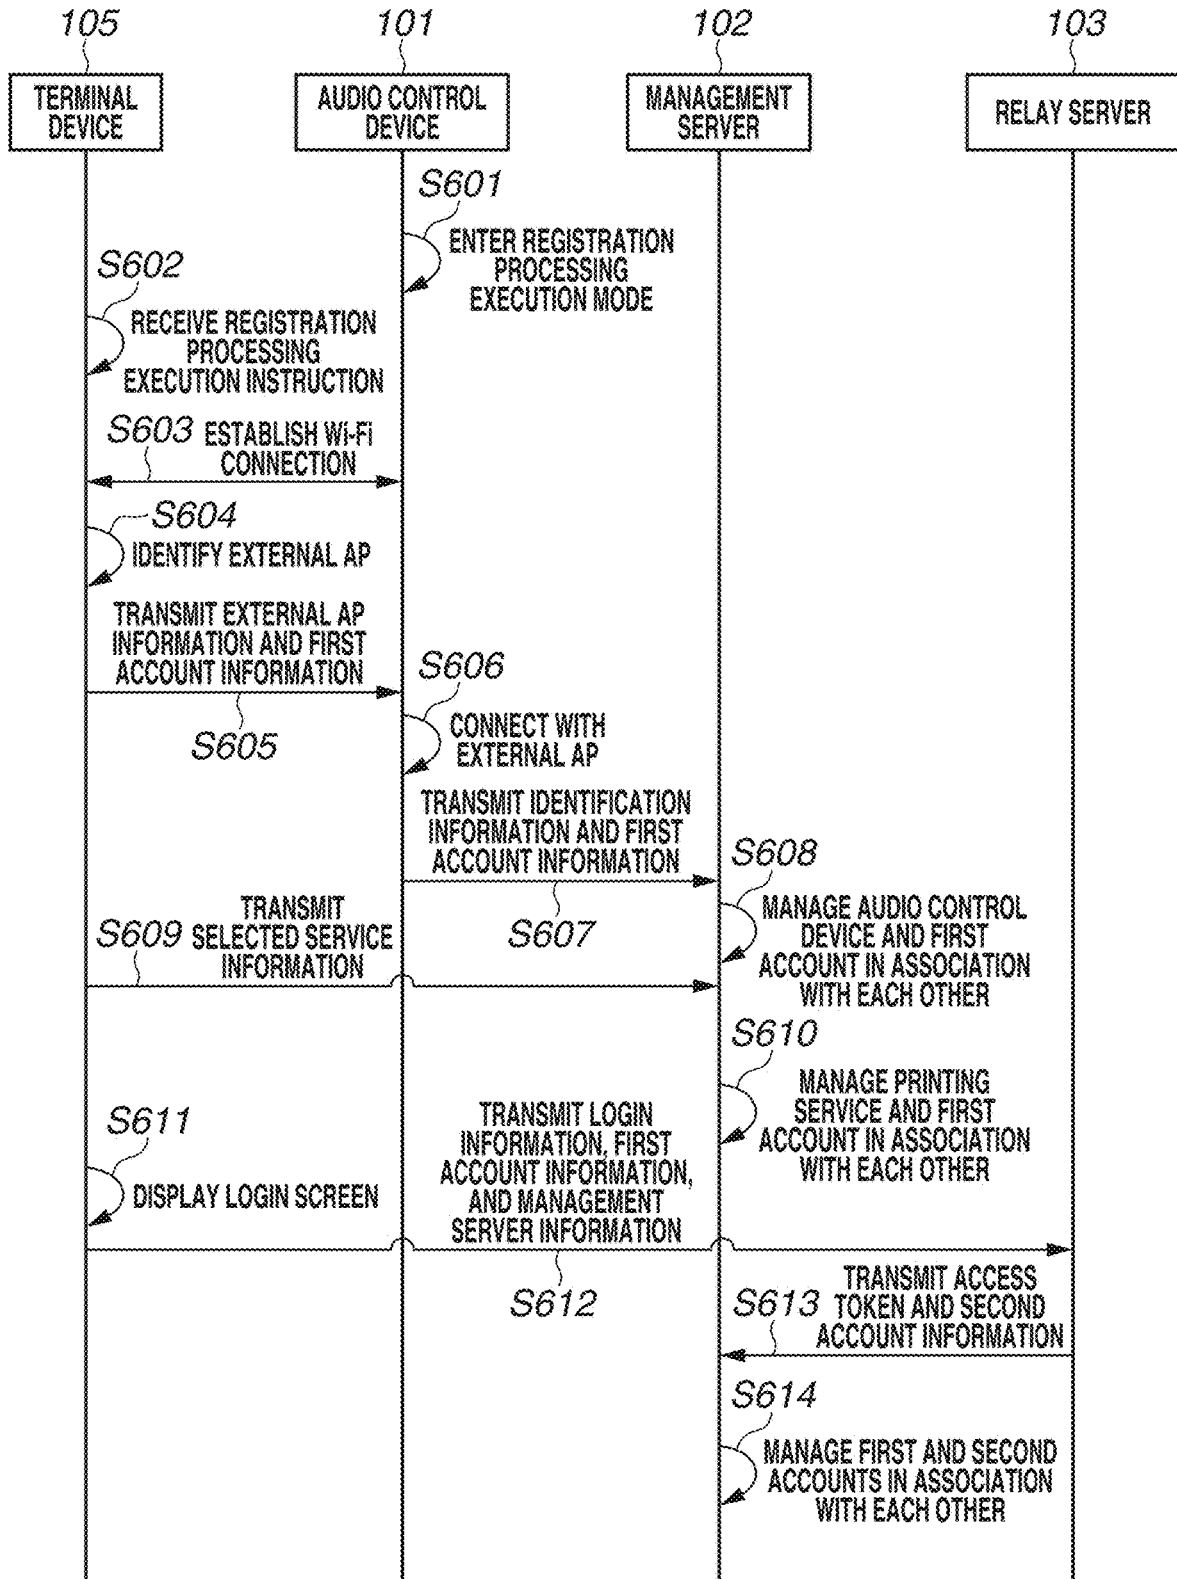 105
101
102
103
TERMINAL
DEVICE
AUDIO CONTROL
DEVICE
MANAGEMENT
SERVER
RELAY SERVER
S601
ENTER REGISTRATION
PROCESSING
EXECUTION MODE
S602
RECEIVE REGISTRATION
PROCESSING
EXECUTION INSTRUCTION
S603
ESTABLISH Wi-Fi
CONNECTION
S604
IDENTIFY EXTERNAL AP
TRANSMIT EXTERNAL AP
INFORMATION AND FIRST
ACCOUNT INFORMATION
S605
S606
CONNECT WITH
EXTERNAL AP
TRANSMIT IDENTIFICATION
INFORMATION AND FIRST
ACCOUNT INFORMATION
S607
S608
MANAGE AUDIO CONTROL
DEVICE AND FIRST
ACCOUNT IN ASSOCIATION
WITH EACH OTHER
S609
TRANSMIT
SELECTED SERVICE
INFORMATION
S610
MANAGE PRINTING
SERVICE AND FIRST
ACCOUNT IN ASSOCIATION
WITH EACH OTHER
S611
DISPLAY LOGIN SCREEN
TRANSMIT LOGIN
INFORMATION, FIRST
ACCOUNT INFORMATION,
AND MANAGEMENT
SERVER INFORMATION
S612
S613
TRANSMIT ACCESS
TOKEN AND SECOND
ACCOUNT INFORMATION
S614
MANAGE FIRST AND SECOND
ACCOUNTS IN ASSOCIATION
WITH EACH OTHER